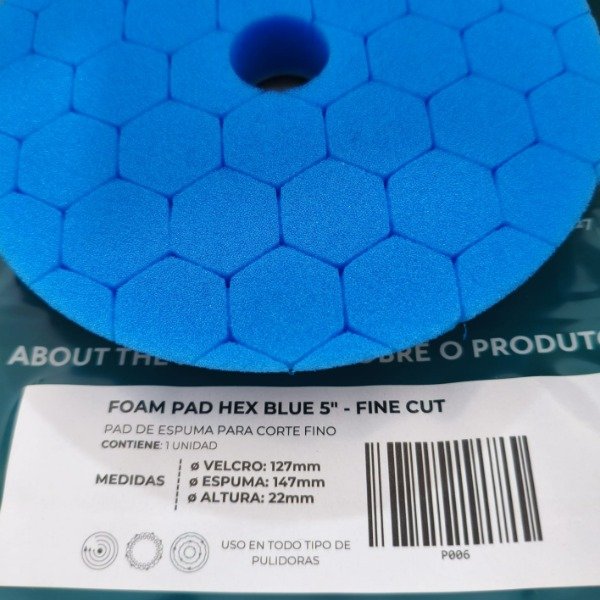 ABOUT THE BRE O PRODUTO
FOAM PAD HEX BLUE 5" - FINE CUT
PAD DE ESPUMA PARA CORTE FINO
CONTIENE: 1 UNIDAD
MEDIDAS
ø VELCRO: 127mm
ø ESPUMA: 147mm
ø ALTURA: 22mm
USO EN TODO TIPO DE
PULIDORAS
P006